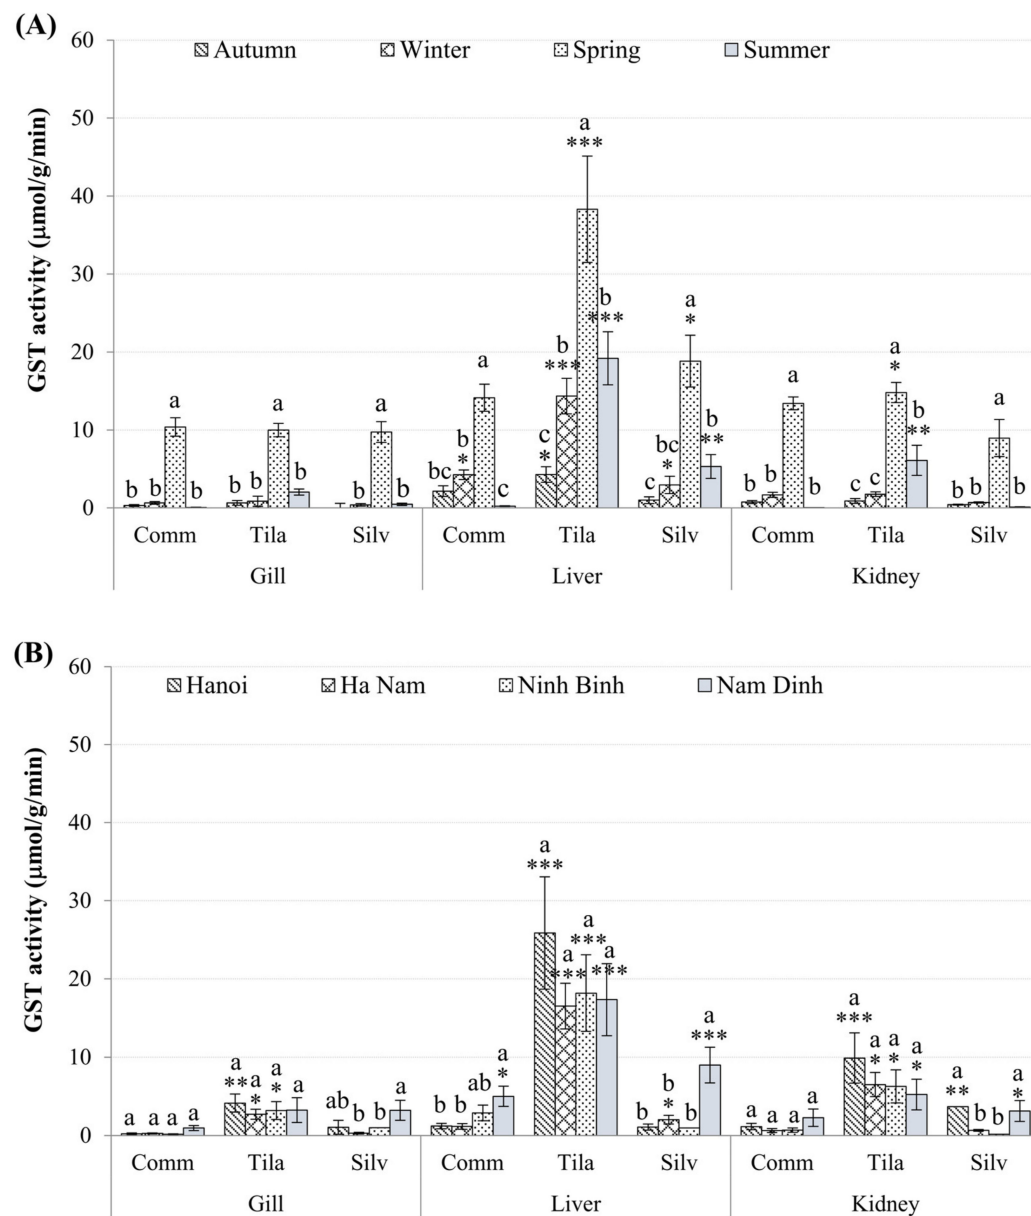 (A)
60
50
40
30
20
10
0
GST activity (µmol/g/min)
Autumn Winter Spring Summer
b b a b b b a b a b
bc b * a c c * b *** a *** b *** c bc * a * b **
b b a b c c a * b ** b b a b
Comm Tila Silv Comm Tila Silv Comm Tila Silv
Gill Liver Kidney
(B)
60
50
40
30
20
10
0
GST activity (µmol/g/min)
Hanoi Ha Nam Ninh Binh Nam Dinh
a a a a a ** a * a * a ab b b a
b b ab a * a *** a *** a *** a *** b b * b a ***
a a a a a *** a * a * a * a ** b b a *
Comm Tila Silv Comm Tila Silv Comm Tila Silv
Gill Liver Kidney